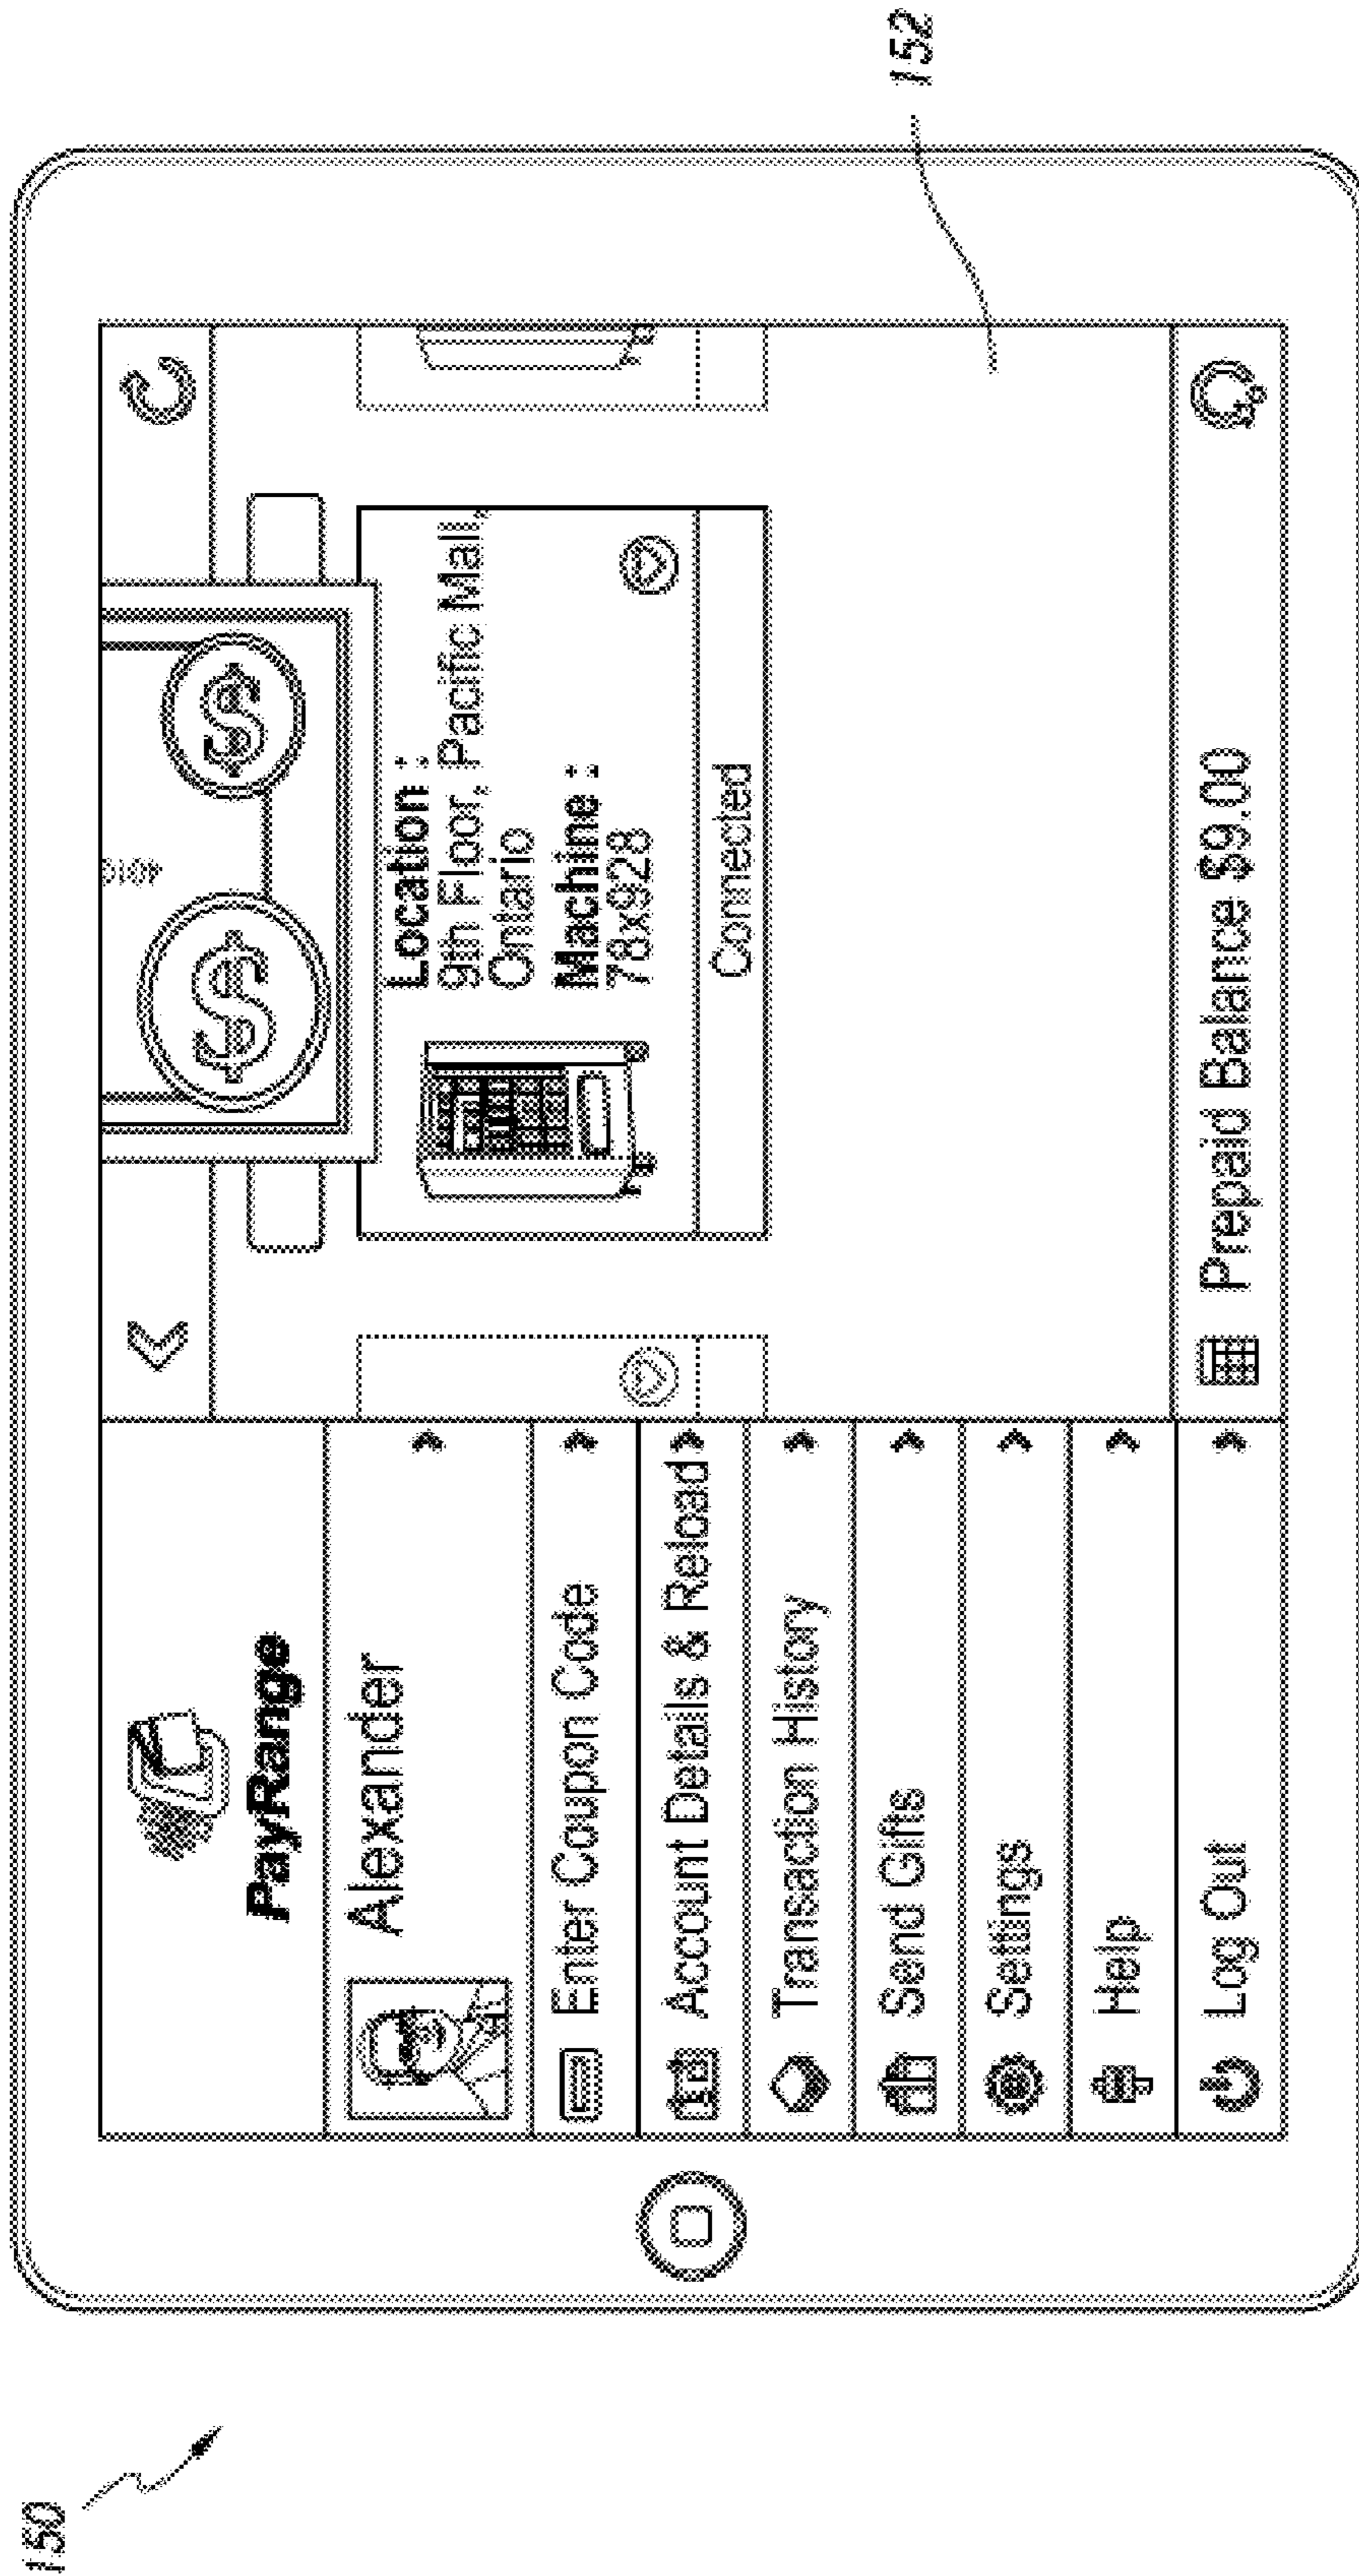 150
PayRange
Alexander
Enter Coupon Code
Account Details & Reload
Transaction History
Send Gifts
Settings
Help
Log Out
Location :
9th Floor, Pacific Mall,
Ontario
Machine :
78x928
Connected
Prepaid Balance $9.00
152